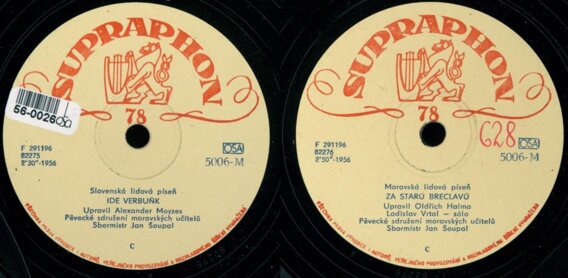 SUPRAPHON
78
56-0026080
F 291196
82275
2'30"-1956
OSA
5006-M
Slovenská lidová píseň
IDE VERBUŇK
Upravil Alexander Moyzes
Pěvecké sdružení moravských učitelů
Sbormistr Jan Šoupal
C
SUPRAPHON
78
628
F 291196
82276
2'50"-1956
OSA
5006-M
Moravská lidová píseň
ZA STARÚ BRECLAVÚ
Upravil Oldřich Halma
Ladislav Vrtal — sólo
Pěvecké sdružení moravských učitelů
Sbormistr Jan Šoupal
C